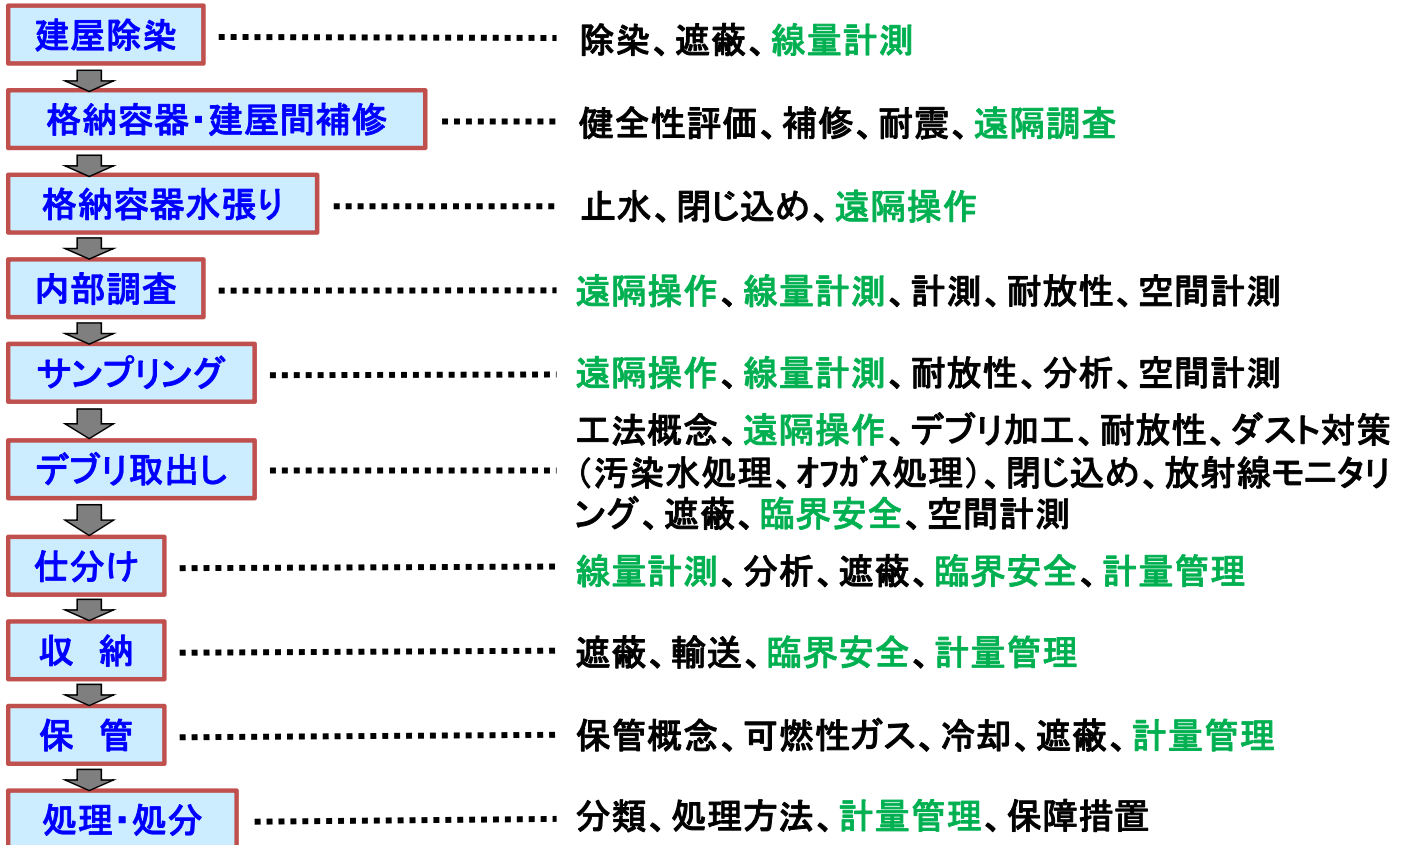 建屋除染 除染、遮蔽、線量計測
格納容器・建屋間補修 健全性評価、補修、耐震、遠隔調査
格納容器水張り 止水、閉じ込め、遠隔操作
内部調査 遠隔操作、線量計測、計測、耐放性、空間計測
サンプリング 遠隔操作、線量計測、耐放性、分析、空間計測
デブリ取出し
工法概念、遠隔操作、デブリ加工、耐放性、ダスト対策
（汚染水処理、ｵﾌｶﾞｽ処理）、閉じ込め、放射線モニタリ
ング、遮蔽、臨界安全、空間計測
仕分け 線量計測、分析、遮蔽、臨界安全、計量管理
収　納 遮蔽、輸送、臨界安全、計量管理
保　管 保管概念、可燃性ガス、冷却、遮蔽、計量管理
処理・処分 分類、処理方法、計量管理、保障措置